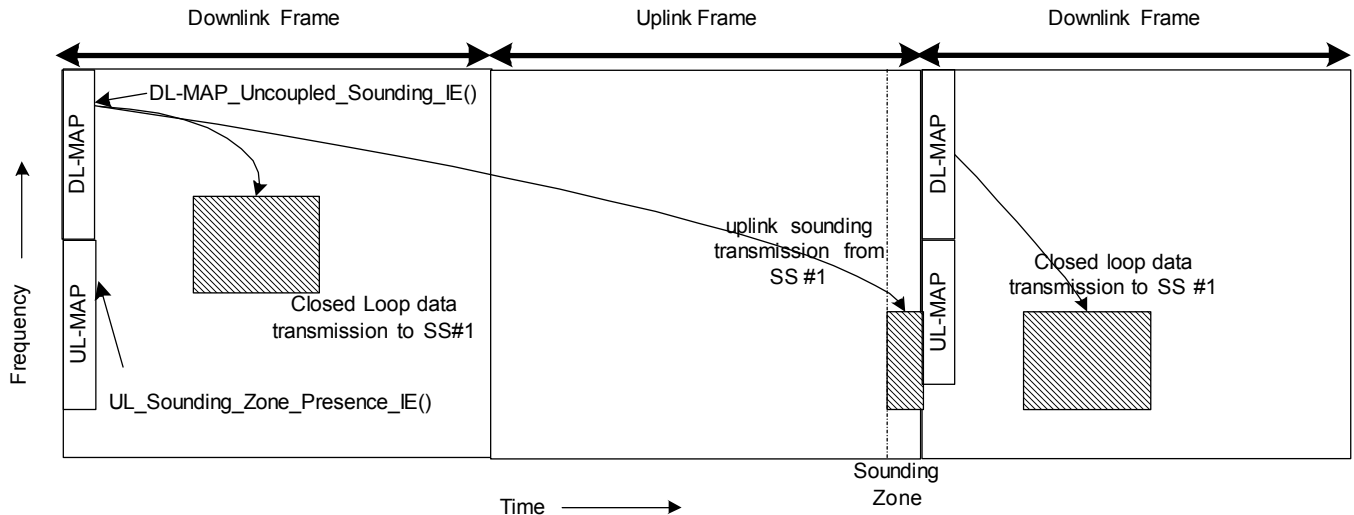 Downlink Frame
Uplink Frame
Downlink Frame
DL-MAP_Uncoupled_Sounding_IE()
DL-MAP
DL-MAP
Frequency
uplink sounding
transmission from
SS #1
Closed loop data
transmission to SS #1
UL-MAP
UL-MAP
Closed Loop data
transmission to SS#1
UL_Sounding_Zone_Presence_IE()
Sounding
Zone
Time